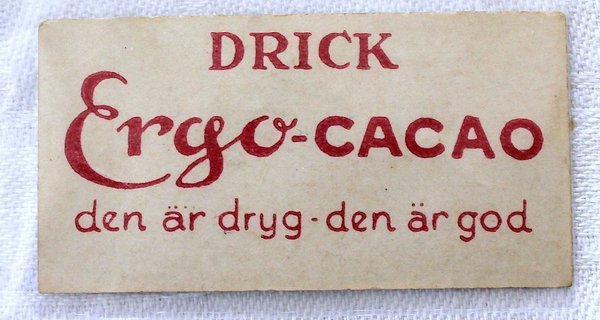 DRICK
Ergo-CACAO
den är dryg-den är god